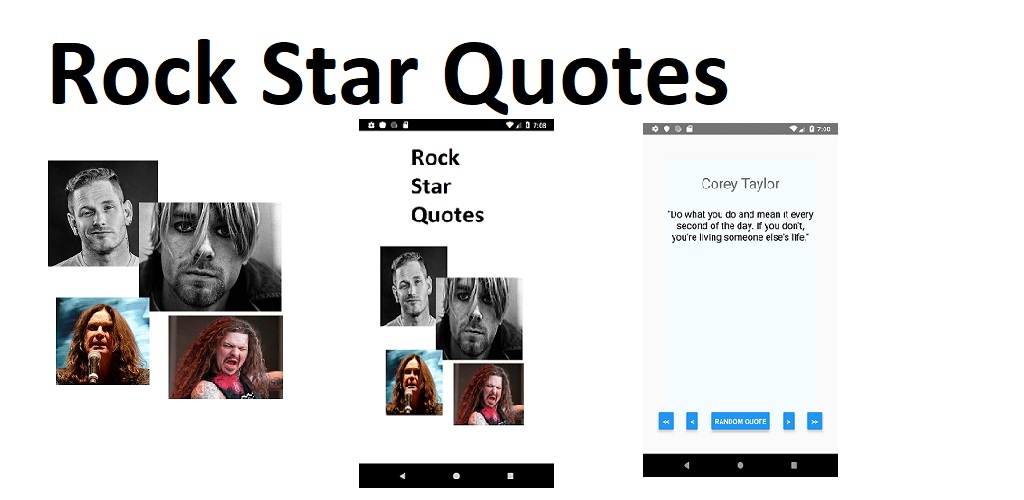 Rock Star Quotes
7:08
Rock
Star
Quotes
7:00
Corey Taylor
"Do what you do and mean it every
second of the day. If you don't,
you're living someone else's life."
<< < RANDOM QUOTE > >>